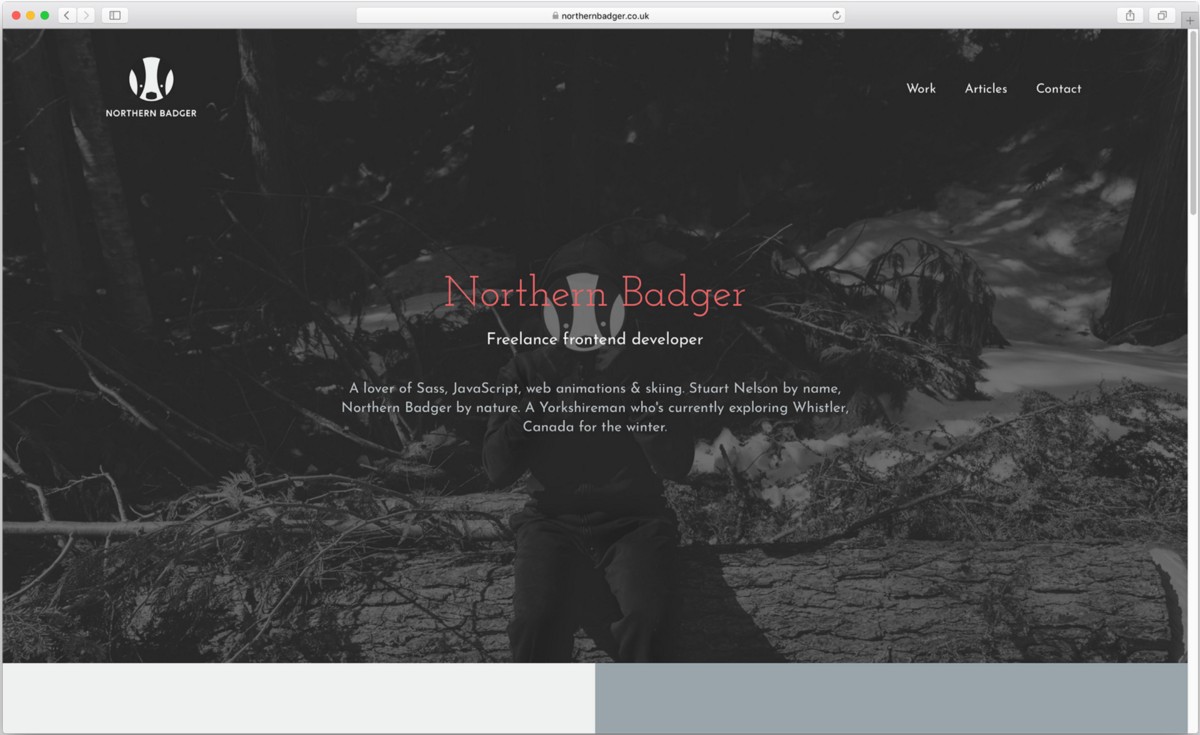 northernbadger.co.uk
NORTHERN BADGER
Work Articles Contact
Northern Badger
Freelance frontend developer
A lover of Sass, JavaScript, web animations & skiing. Stuart Nelson by name,
Northern Badger by nature. A Yorkshireman who's currently exploring Whistler,
Canada for the winter.